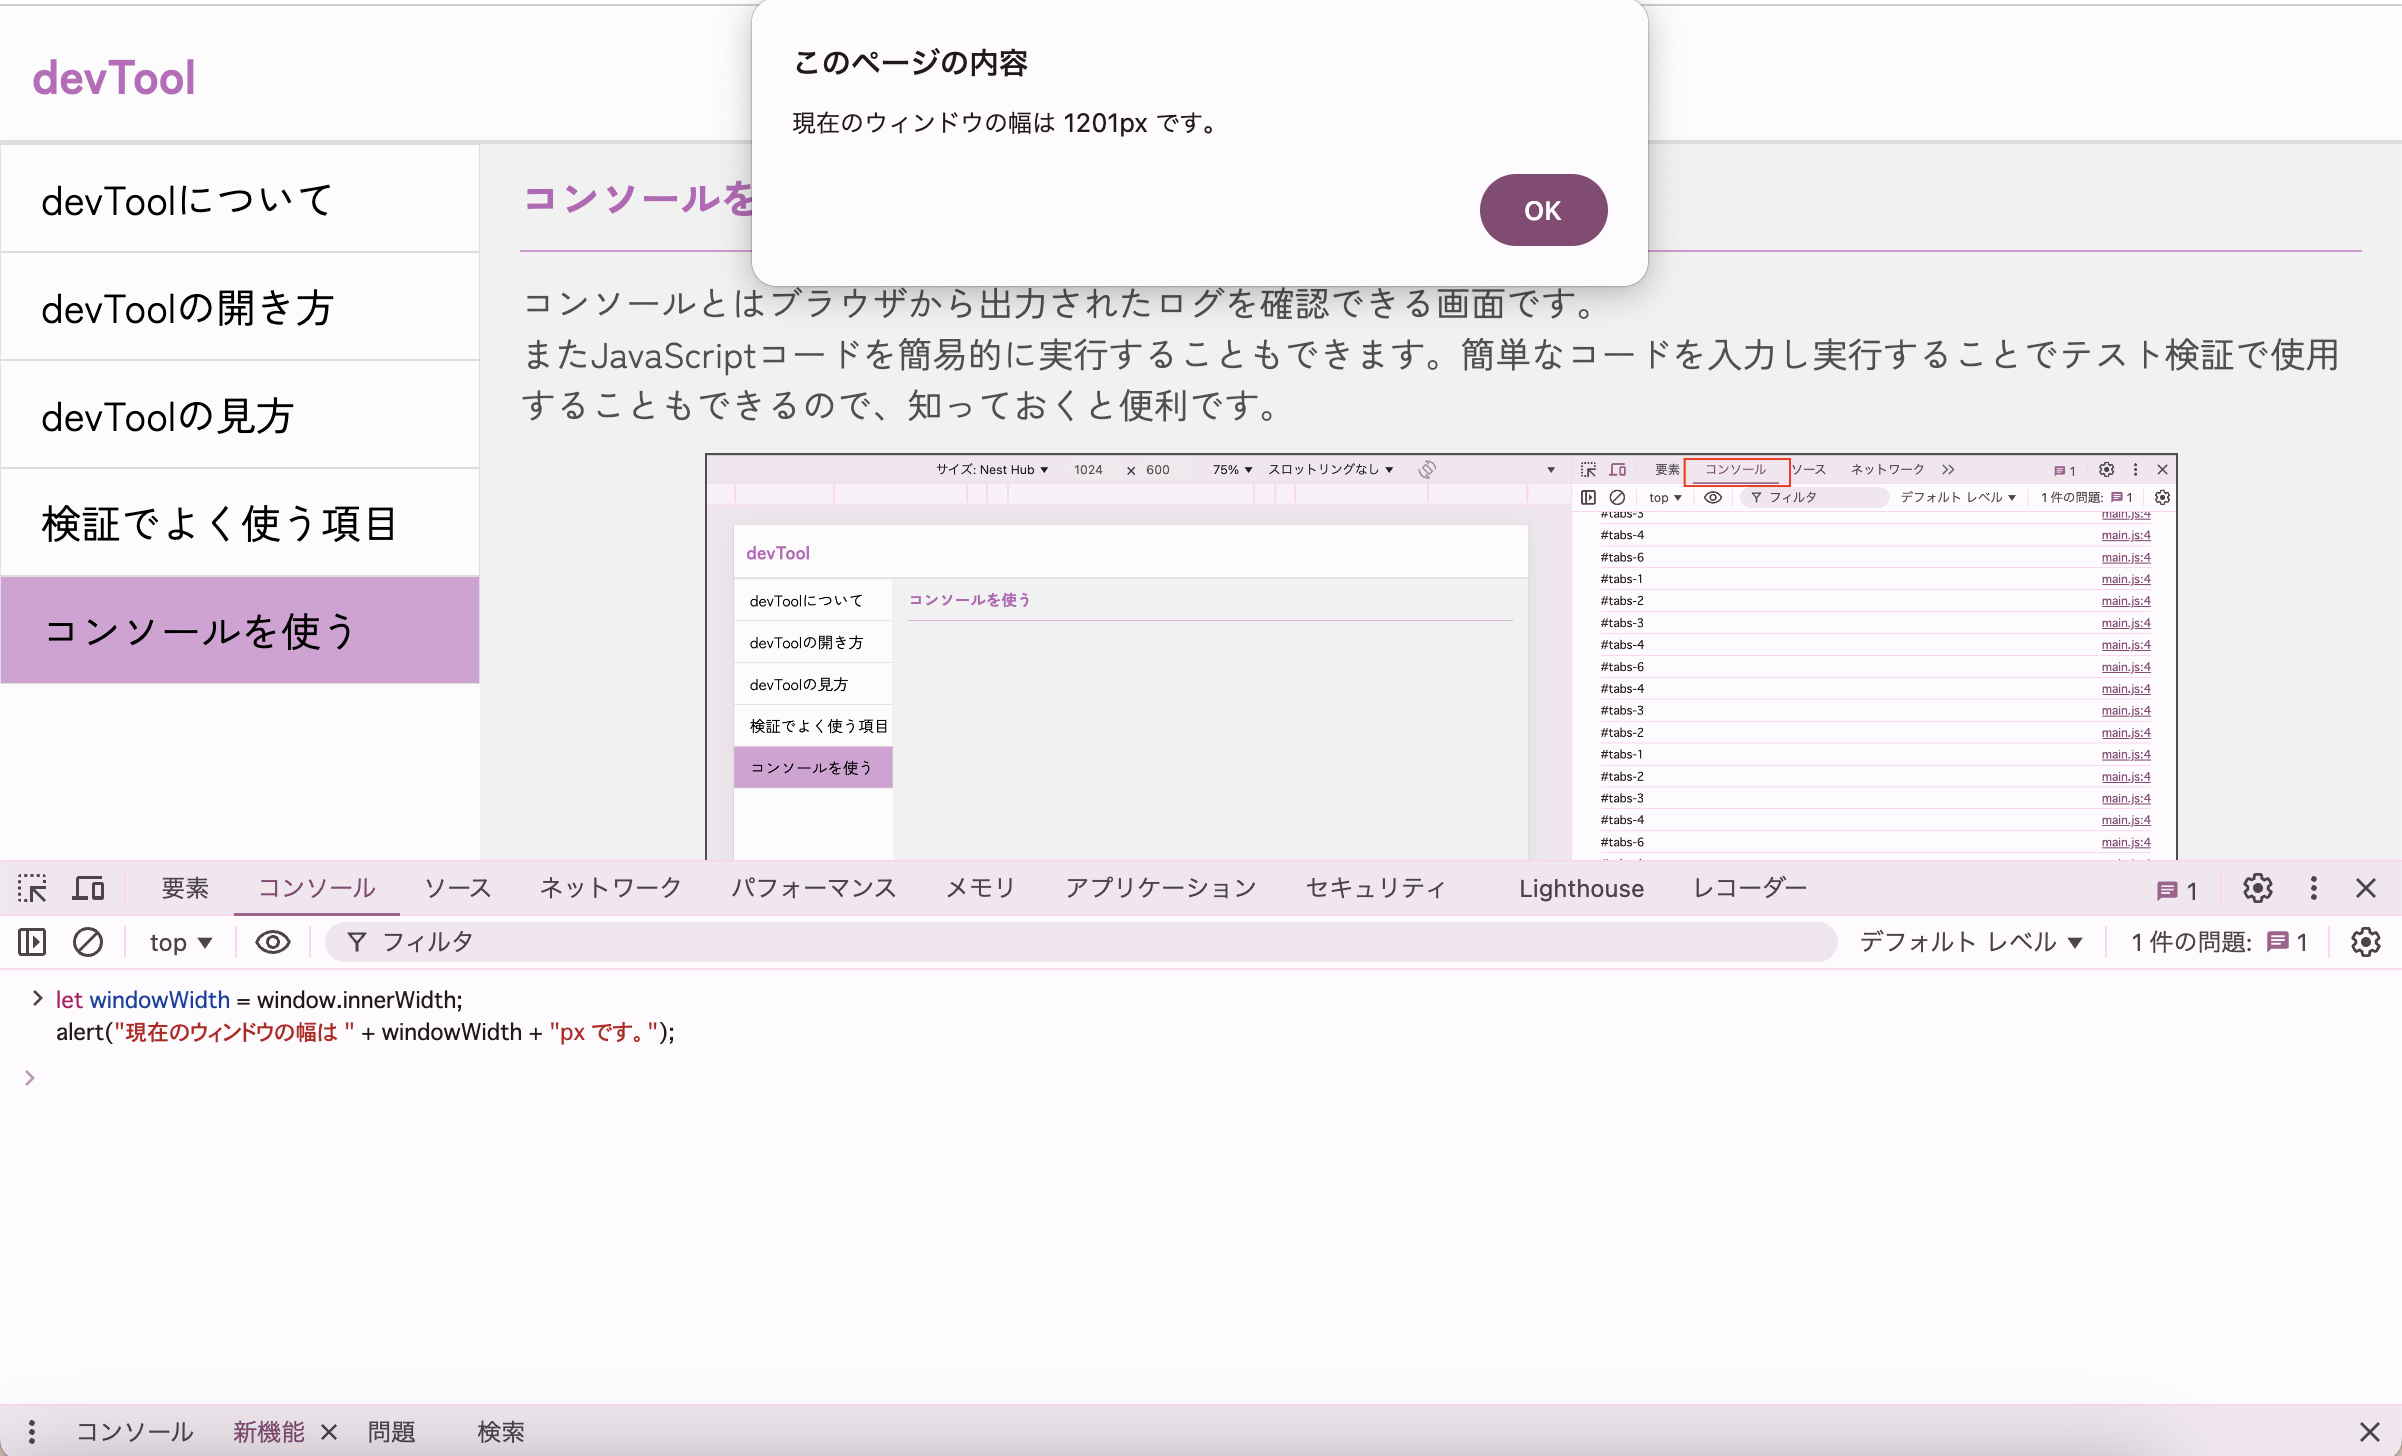 devTool
このページの内容
現在のウィンドウの幅は 1201px です。
OK
devToolについて
devToolの開き方
devToolの見方
検証でよく使う項目
コンソールを使う
コンソールを
コンソールとはブラウザから出力されたログを確認できる画面です。
またJavaScriptコードを簡易的に実行することもできます。簡単なコードを入力し実行することでテスト検証で使用
することもできるので、知っておくと便利です。
サイズ: Nest Hub ▼ 1024 × 600 75% ▼ スロットリングなし ▼
要素 コンソール ソース ネットワーク 1
top ▼ フィルタ デフォルト レベル ▼ 1 件の問題: 1
devTool
devToolについて
devToolの開き方
devToolの見方
検証でよく使う項目
コンソールを使う
コンソールを使う
#tabs-3 main.js:4
#tabs-4 main.js:4
#tabs-6 main.js:4
#tabs-1 main.js:4
#tabs-2 main.js:4
#tabs-3 main.js:4
#tabs-4 main.js:4
#tabs-6 main.js:4
#tabs-4 main.js:4
#tabs-3 main.js:4
#tabs-2 main.js:4
#tabs-1 main.js:4
#tabs-2 main.js:4
#tabs-3 main.js:4
#tabs-4 main.js:4
#tabs-6 main.js:4
要素 コンソール ソース ネットワーク パフォーマンス メモリ アプリケーション セキュリティ Lighthouse レコーダー 1
top ▼ フィルタ デフォルト レベル ▼ 1 件の問題: 1
> let windowWidth = window.innerWidth;
alert("現在のウィンドウの幅は " + windowWidth + "px です。");
>
コンソール 新機能 × 問題 検索